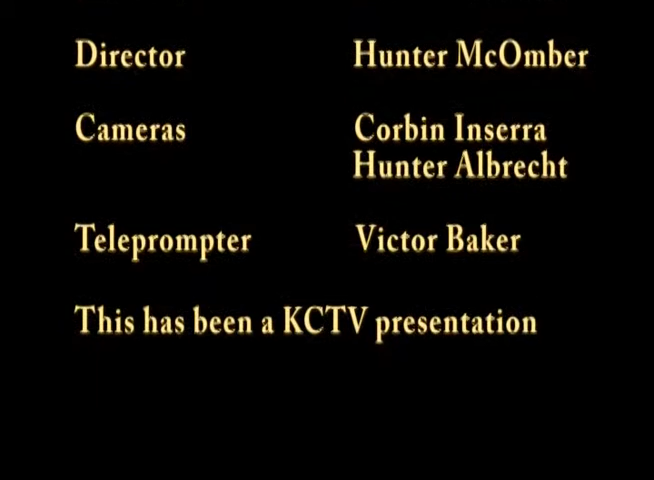 Director Hunter McOmber
Cameras Corbin Inserra
Hunter Albrecht
Teleprompter Victor Baker
This has been a KCTV presentation